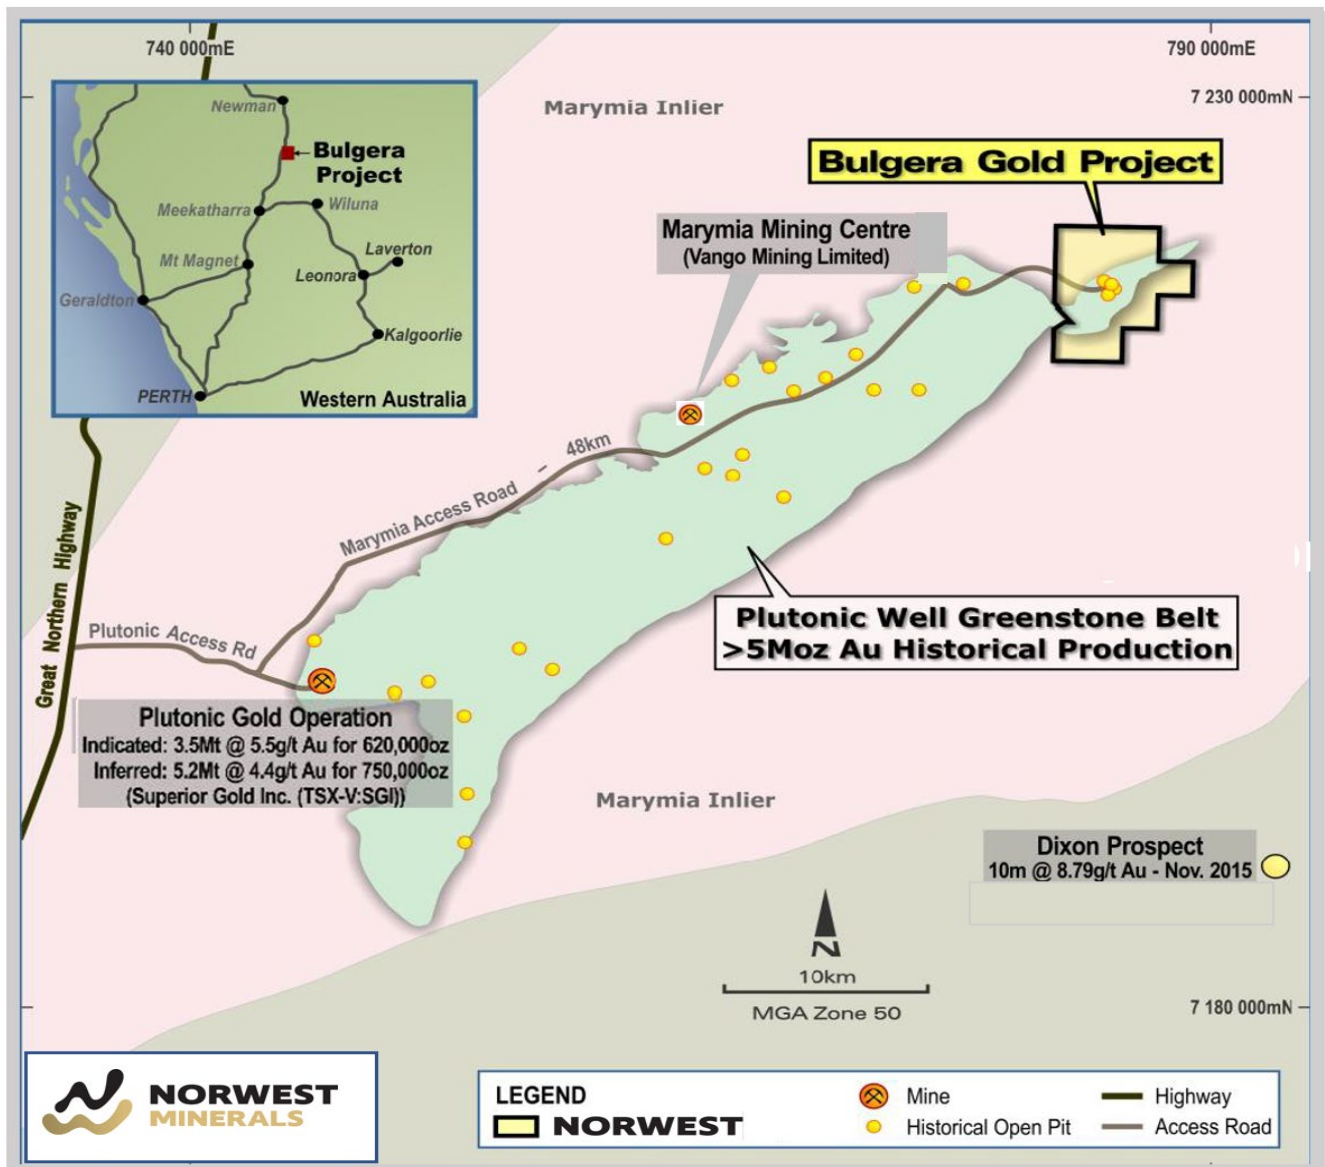 740 000mE
790 000mE
7 230 000mN
Marymia Inlier
Newman
Bulgera
Project
Meekatharra
Wiluna
Mt Magnet
Laverton
Leonora
Geraldton
Kalgoorlie
PERTH
Western Australia
Bulgera Gold Project
Marymia Mining Centre
(Vango Mining Limited)
Marymia Access Road – 48km
Great Northern Highway
Plutonic Access Rd
Plutonic Well Greenstone Belt
>5Moz Au Historical Production
Plutonic Gold Operation
Indicated: 3.5Mt @ 5.5g/t Au for 620,000oz
Inferred: 5.2Mt @ 4.4g/t Au for 750,000oz
(Superior Gold Inc. (TSX-V:SGI))
Marymia Inlier
Dixon Prospect
10m @ 8.79g/t Au - Nov. 2015
N
10km
MGA Zone 50
7 180 000mN
NORWEST
MINERALS
LEGEND
NORWEST
Mine
Historical Open Pit
Highway
Access Road